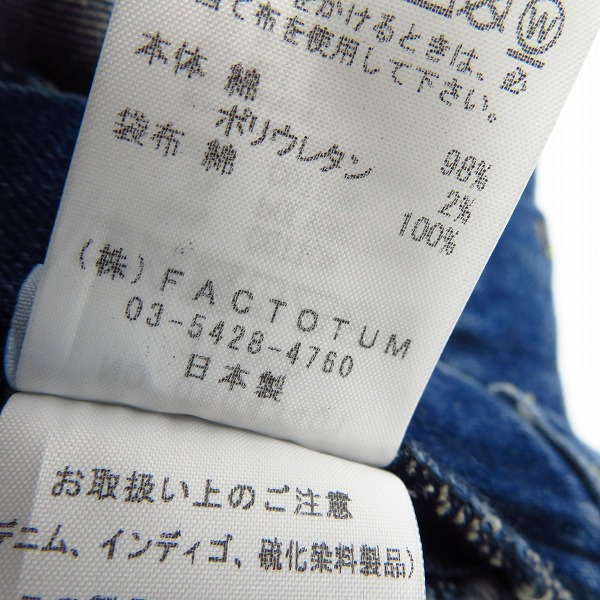 をかけるときは、必
て布を使用して下さい。
本体 綿 98%
ポリウレタン 2%
袋布 綿 100%
(株)FACTOTUM
03-5428-4760
日本製
お取扱い上のご注意
デニム、インディゴ、硫化染料製品)